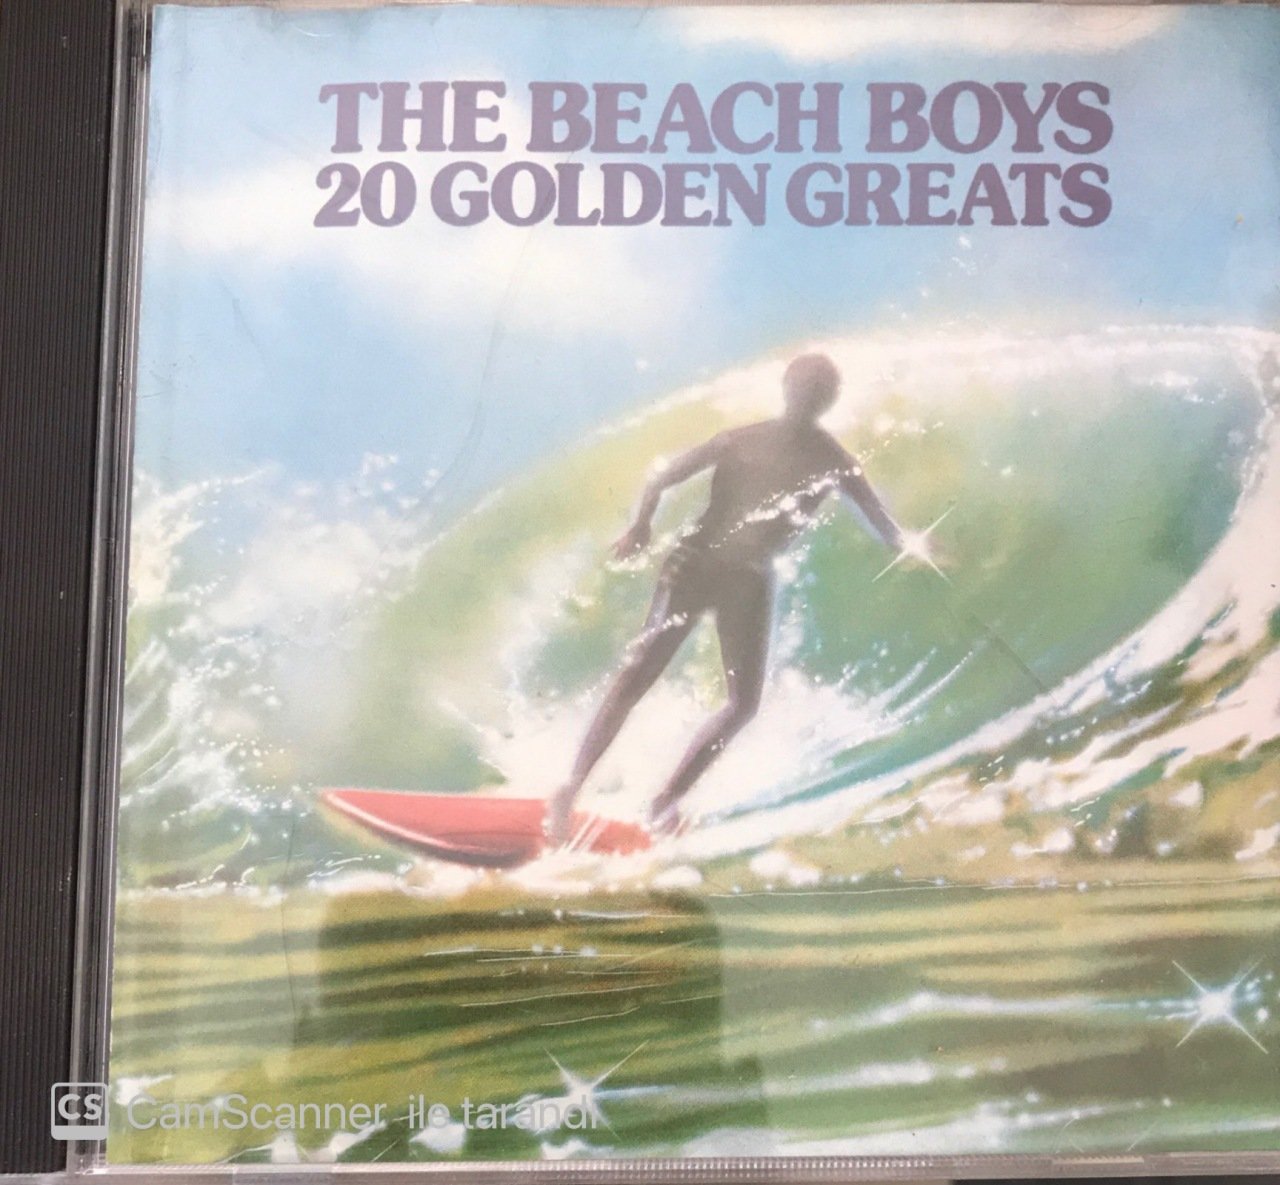 THE BEACH BOYS
20 GOLDEN GREATS
CS CamScanner ile tarandı